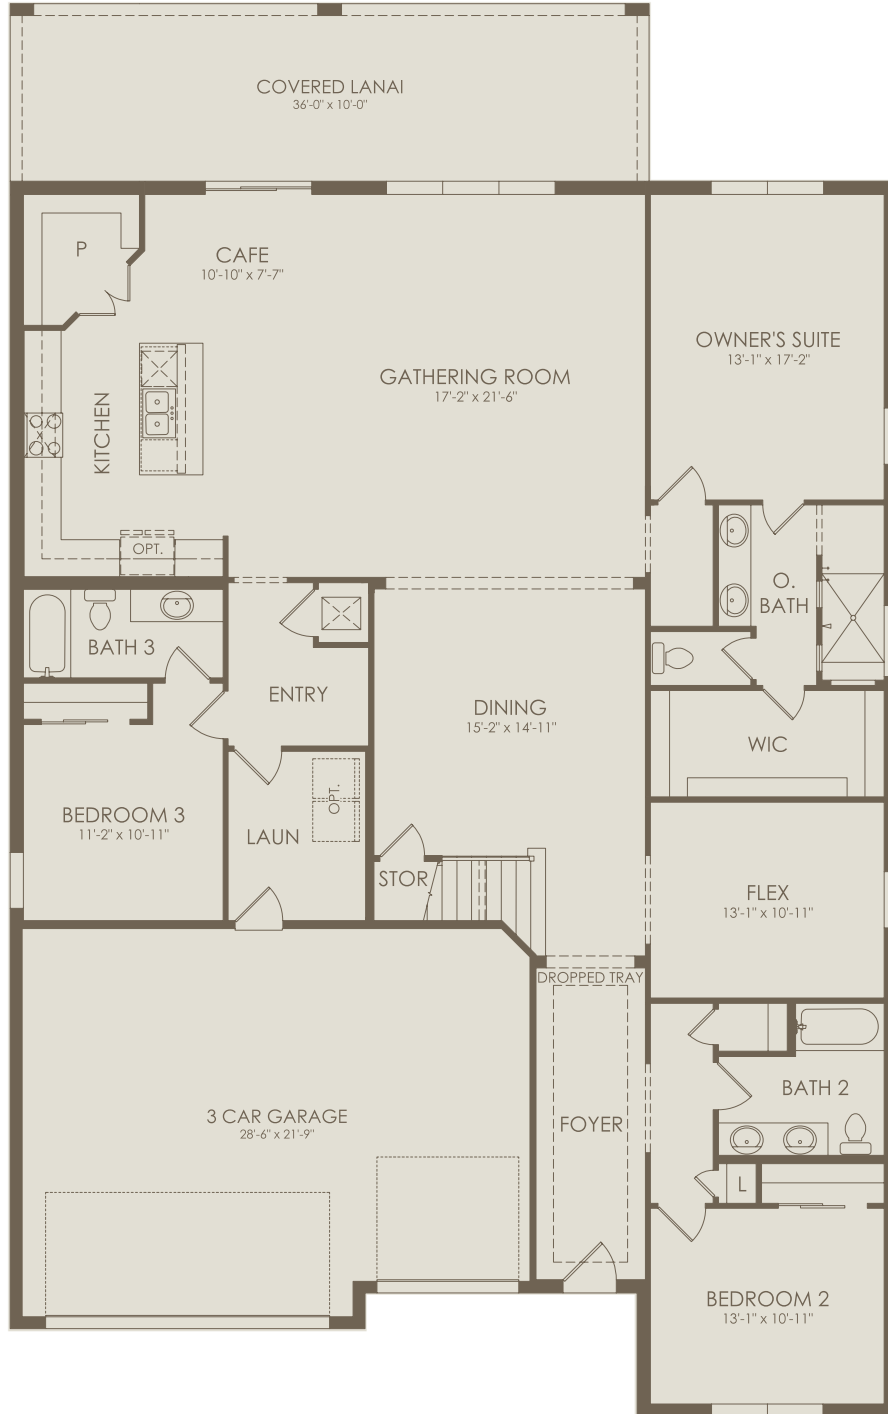 COVERED LANAI
36'-0" x 10'-0"
P
CAFE
10'-10" x 7'-7"
OWNER'S SUITE
13'-1" x 17'-2"
GATHERING ROOM
17'-2" x 21'-6"
KITCHEN
OPT.
O.
BATH
BATH 3
ENTRY
DINING
15'-2" x 14'-11"
WIC
OPT.
BEDROOM 3
11'-2" x 10'-11"
LAUN
STOR
FLEX
13'-1" x 10'-11"
DROPPED TRAY
BATH 2
3 CAR GARAGE
28'-6" x 21'-9"
FOYER
L
BEDROOM 2
13'-1" x 10'-11"